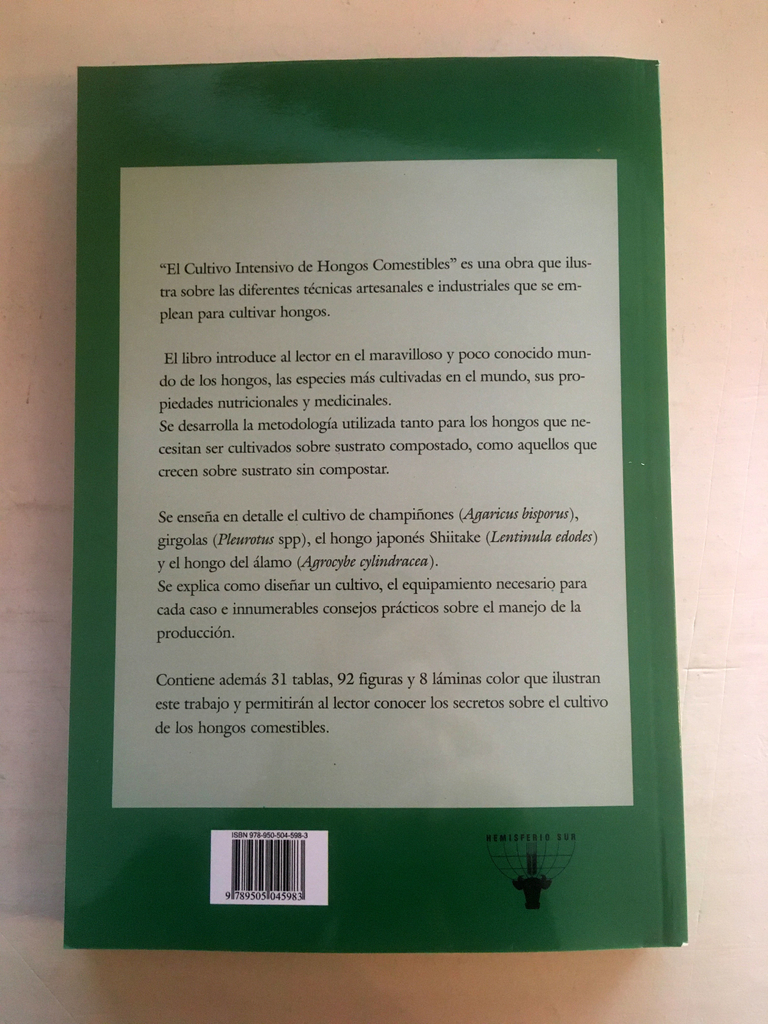 “El Cultivo Intensivo de Hongos Comestibles” es una obra que ilus-
tra sobre las diferentes técnicas artesanales e industriales que se em-
plean para cultivar hongos.
El libro introduce al lector en el maravilloso y poco conocido mun-
do de los hongos, las especies más cultivadas en el mundo, sus pro-
piedades nutricionales y medicinales.
Se desarrolla la metodología utilizada tanto para los hongos que ne-
cesitan ser cultivados sobre sustrato compostado, como aquellos que
crecen sobre sustrato sin compostar.
Se enseña en detalle el cultivo de champiñones (Agaricus bisporus),
girgolas (Pleurotus spp), el hongo japonés Shiitake (Lentinula edodes)
y el hongo del álamo (Agrocybe cylindracea).
Se explica como diseñar un cultivo, el equipamiento necesario para
cada caso e innumerables consejos prácticos sobre el manejo de la
producción.
Contiene además 31 tablas, 92 figuras y 8 láminas color que ilustran
este trabajo y permitirán al lector conocer los secretos sobre el cultivo
de los hongos comestibles.
ISBN 978-950-504-598-3
9 789505 045983
HEMISFERIO SUR